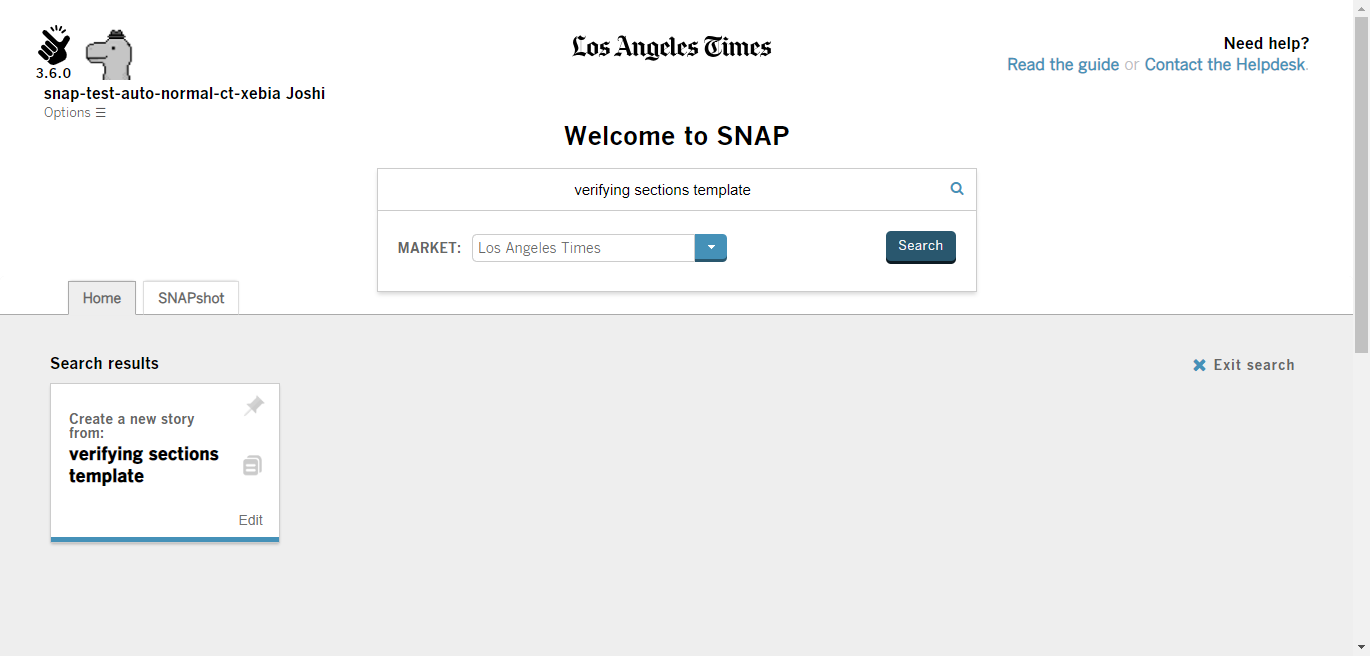 3.6.0
snap-test-auto-normal-ct-xebia Joshi
Options ☰
Los Angeles Times
Need help?
Read the guide or Contact the Helpdesk.
Welcome to SNAP
verifying sections template
MARKET: Los Angeles Times Search
Home SNAPshot
Search results
Exit search
Create a new story
from:
verifying sections
template
Edit